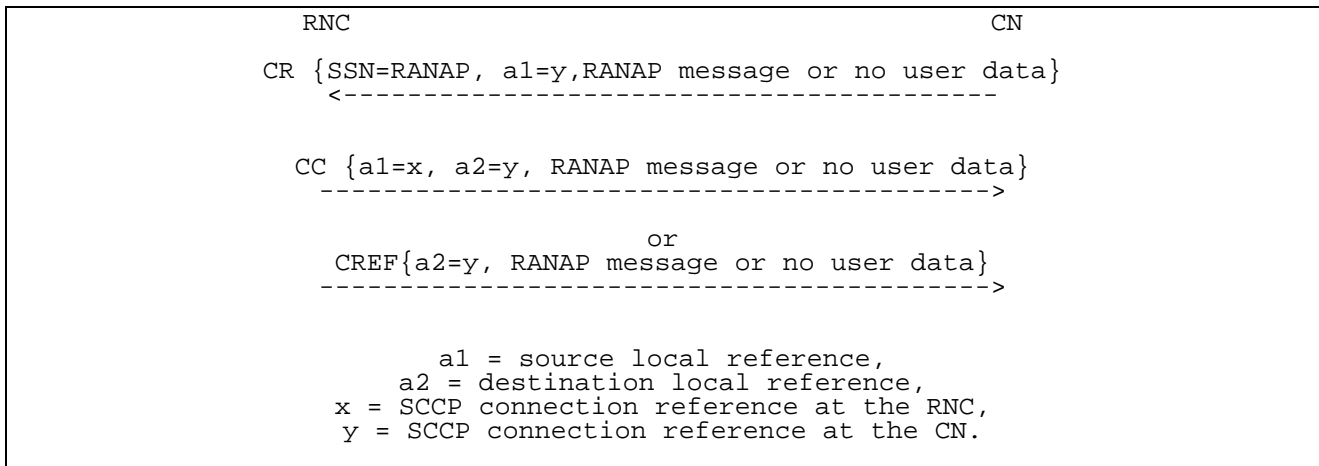 RNC CN
CR {SSN=RANAP, a1=y,RANAP message or no user data}
<-----------------------------------------
CC {a1=x, a2=y, RANAP message or no user data}
------------------------------------------>
or
CREF{a2=y, RANAP message or no user data}
------------------------------------------>
a1 = source local reference,
a2 = destination local reference,
x = SCCP connection reference at the RNC,
y = SCCP connection reference at the CN.